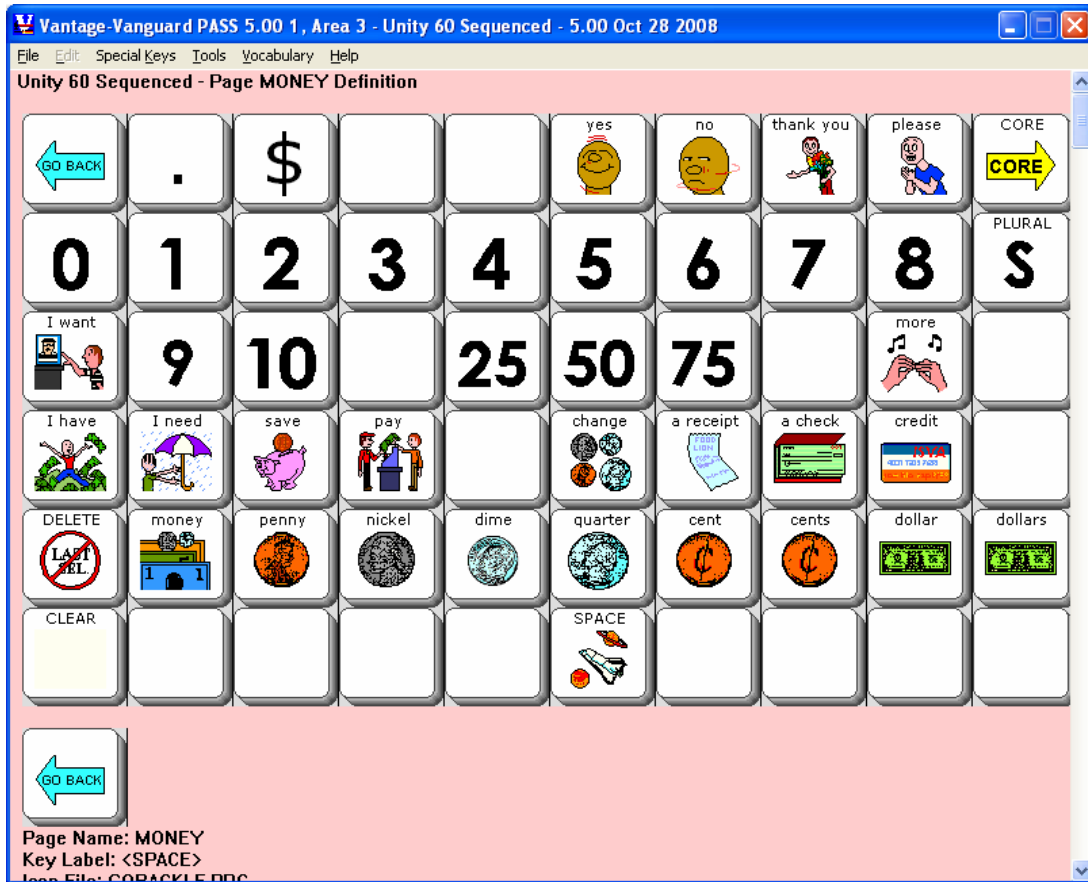 Vantage-Vanguard PASS 5.00 1, Area 3 - Unity 60 Sequenced - 5.00 Oct 28 2008
File Edit Special Keys Tools Vocabulary Help
Unity 60 Sequenced - Page MONEY Definition
yes no thank you please CORE
GO BACK . $ CORE
PLURAL
0 1 2 3 4 5 6 7 8 S
I want more
9 10 25 50 75
I have I need save pay change a receipt a check credit
FOOD LION
DELETE money penny nickel dime quarter cent cents dollar dollars
LAST SEL. 1 1 ¢ ¢
CLEAR SPACE
GO BACK
Page Name: MONEY
Key Label: <SPACE>